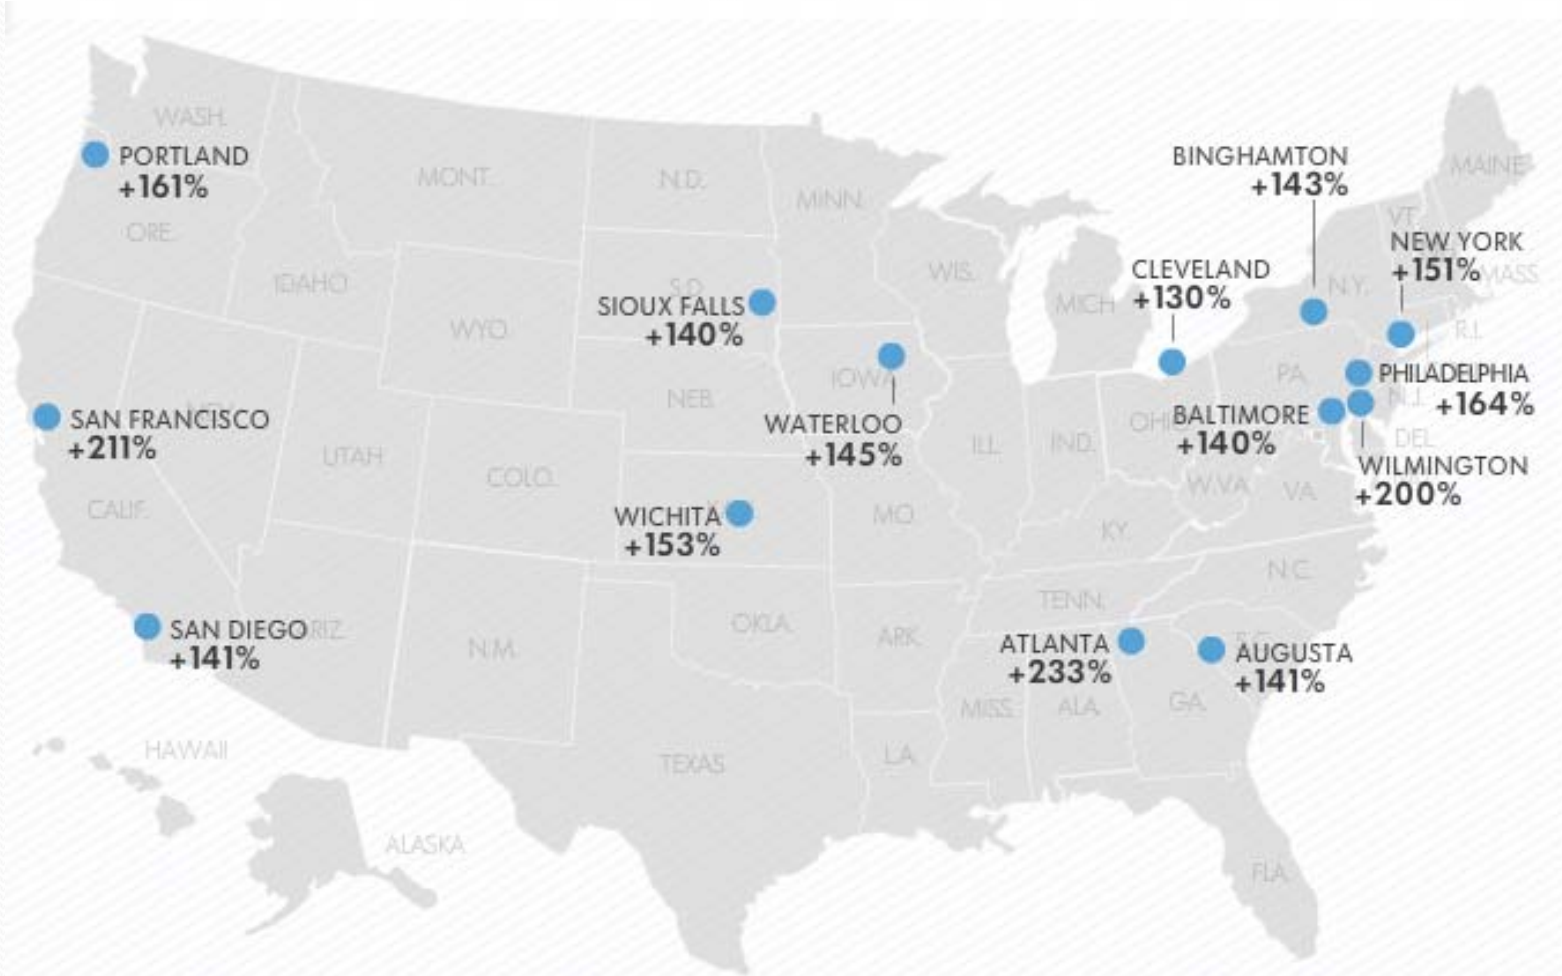 WASH.
PORTLAND
+161%
ORE.
MONT.
N.D.
MINN.
IDAHO
S.D.
SIOUX FALLS
+140%
WIS.
MICH
BINGHAMTON
+143%
CLEVELAND
+130%
VT.
MAINE
NEW YORK
+151%
N.Y.
MASS
R.I.
WYO.
IOWA
WATERLOO
+145%
NEB.
PA.
PHILADELPHIA
+164%
N.J.
BALTIMORE
+140%
OHIO
DEL.
WILMINGTON
+200%
SAN FRANCISCO
+211%
UTAH
COLO.
ILL.
IND.
W.VA
VA.
CALIF.
WICHITA
+153%
MO.
KY.
N.C.
TENN.
SAN DIEGO
+141%
ARIZ.
N.M.
OKLA.
ARK.
ATLANTA
+233%
S.C.
AUGUSTA
+141%
MISS.
ALA.
GA.
HAWAII
TEXAS
LA.
ALASKA
FLA.